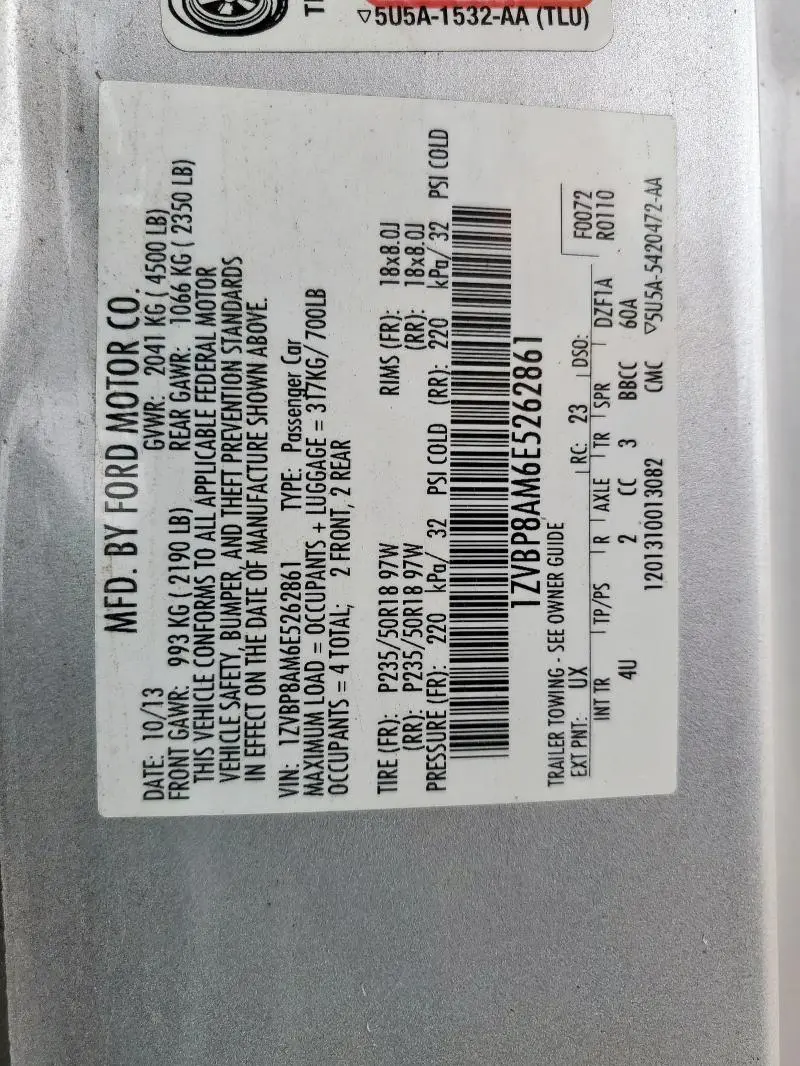 ▽5U5A-1532-AA (TLU)
MFD. BY FORD MOTOR CO.
DATE: 10/13 GVWR: 2041 KG ( 4500 LB)
FRONT GAWR: 993 KG ( 2190 LB) REAR GAWR: 1066 KG ( 2350 LB)
THIS VEHICLE CONFORMS TO ALL APPLICABLE FEDERAL MOTOR
VEHICLE SAFETY, BUMPER, AND THEFT PREVENTION STANDARDS
IN EFFECT ON THE DATE OF MANUFACTURE SHOWN ABOVE.
VIN: 1ZVBP8AM6E5262861 TYPE: Passenger Car
MAXIMUM LOAD = OCCUPANTS + LUGGAGE = 317KG/ 700LB
OCCUPANTS = 4 TOTAL; 2 FRONT, 2 REAR
TIRE (FR): P235/50R18 97W RIMS (FR): 18x8.0J
(RR): P235/50R18 97W (RR): 18x8.0J
PRESSURE (FR): 220 kPa/ 32 PSI COLD (RR): 220 kPa/ 32 PSI COLD
1ZVBP8AM6E5262861
TRAILER TOWING - SEE OWNER GUIDE
EXT PNT: UX RC: 23 DSO: F0072
INT TR TP/PS R AXLE TR SPR DZF1A R0110
4U 2 CC 3 BBCC 60A
1201310013082 CMC ▽5U5A-5420472-AA